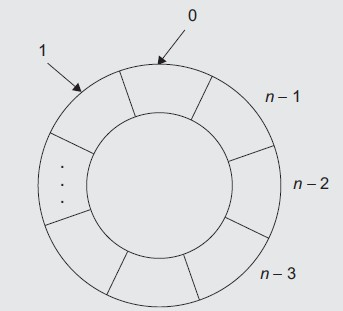 0
1
n – 1
n – 2
n – 3